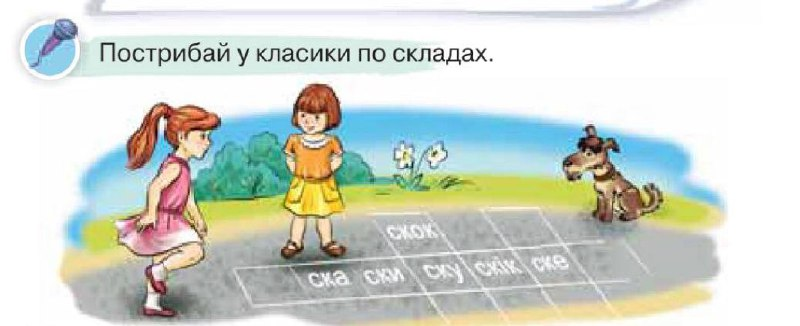 Пострибай у класики по складах.
скок
ска ски ску скік ске